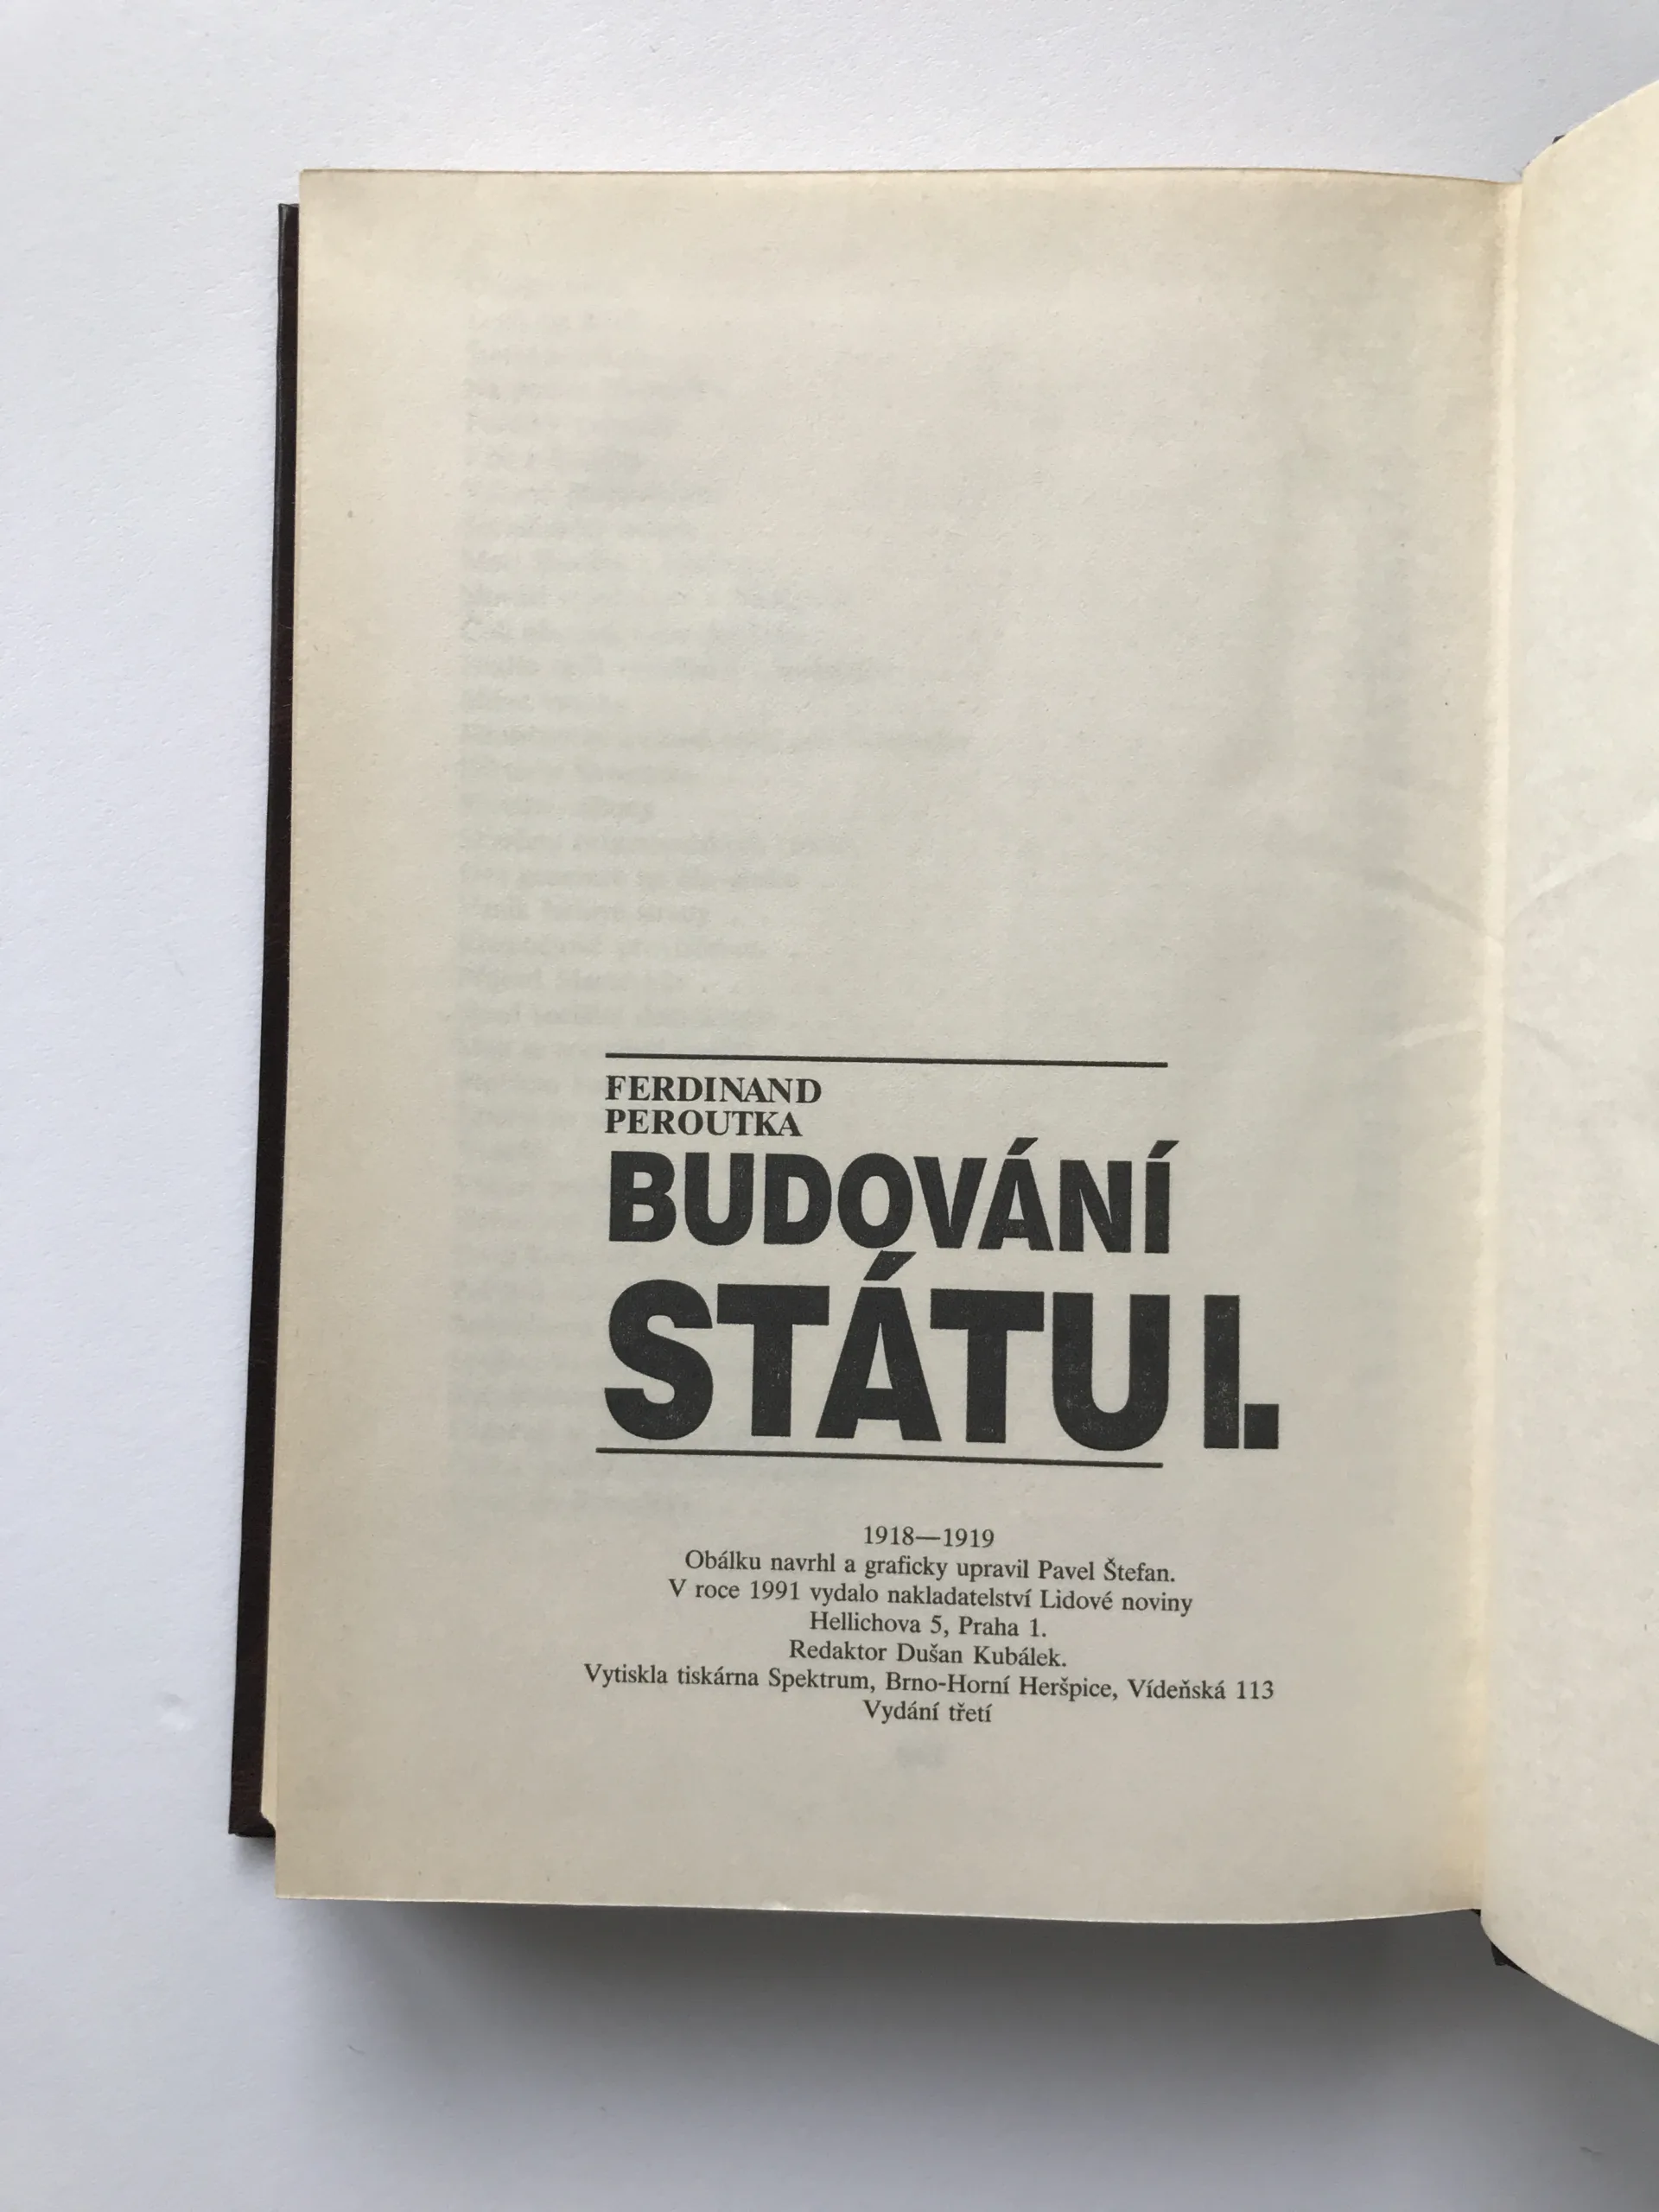 FERDINAND
PEROUTKA
BUDOVÁNÍ
STÁTU I.
1918—1919
Obálku navrhl a graficky upravil Pavel Štefan.
V roce 1991 vydalo nakladatelství Lidové noviny
Hellichova 5, Praha 1.
Redaktor Dušan Kubálek.
Vytiskla tiskárna Spektrum, Brno-Horní Heršpice, Vídeňská 113
Vydání třetí